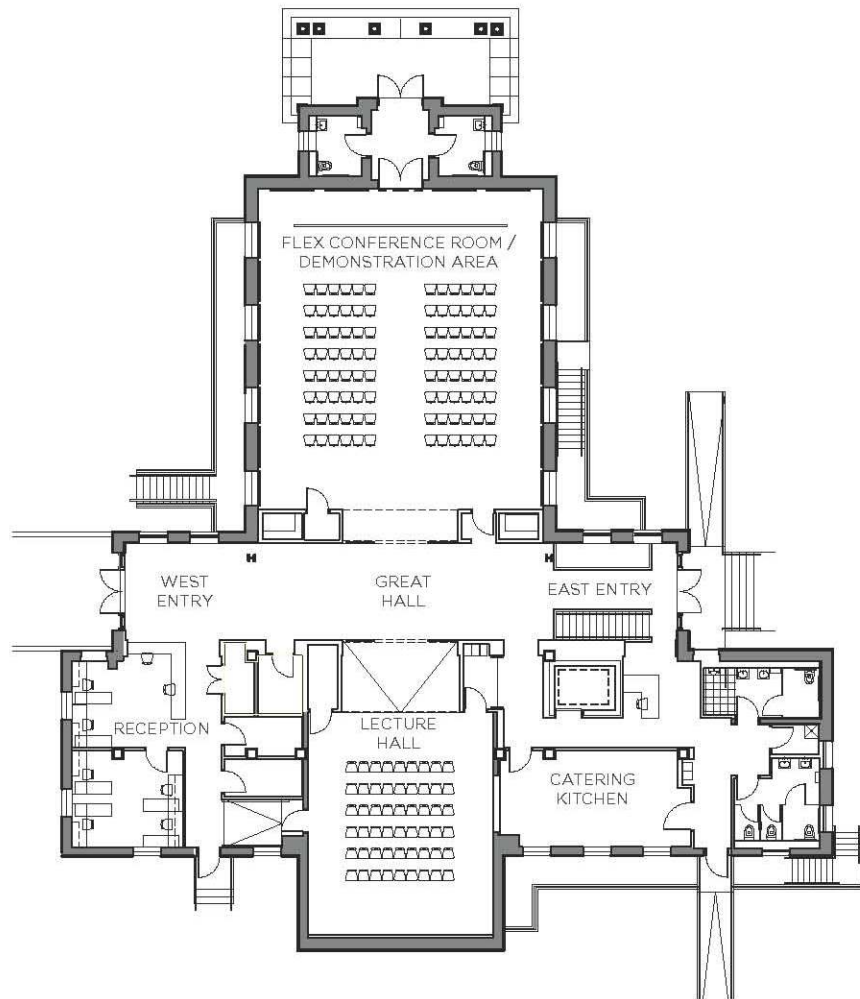 FLEX CONFERENCE ROOM /
DEMONSTRATION AREA
WEST
ENTRY
GREAT
HALL
EAST ENTRY
RECEPTION
LECTURE
HALL
CATERING
KITCHEN